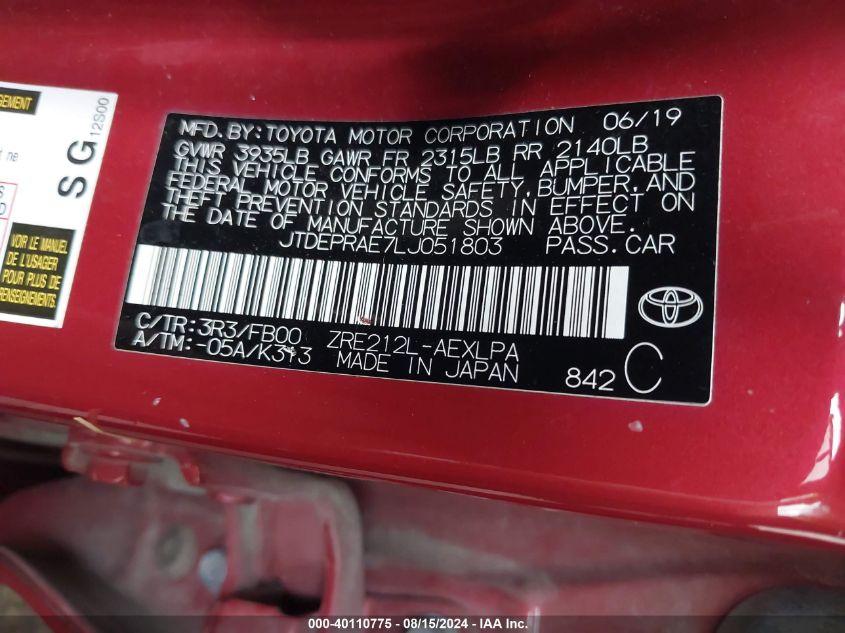 GEMENT
t ne
S
D
SG 12S00
VOIR LE MANUEL
DE L'USAGER
POUR PLUS DE
RENSEIGNEMENTS
MFD. BY: TOYOTA MOTOR CORPORATION 06/19
GVWR 3935LB GAWR FR 2315LB RR 2140LB
THIS VEHICLE CONFORMS TO ALL APPLICABLE
FEDERAL MOTOR VEHICLE SAFETY, BUMPER, AND
THEFT PREVENTION STANDARDS IN EFFECT ON
THE DATE OF MANUFACTURE SHOWN ABOVE.
JTDEPRAE7LJ051803 PASS.CAR
C/TR:3R3/FB00 ZRE212L-AEXLPA
A/TM:-05A/K313 MADE IN JAPAN 842 C
000-40110775 - 08/15/2024 - IAA Inc.